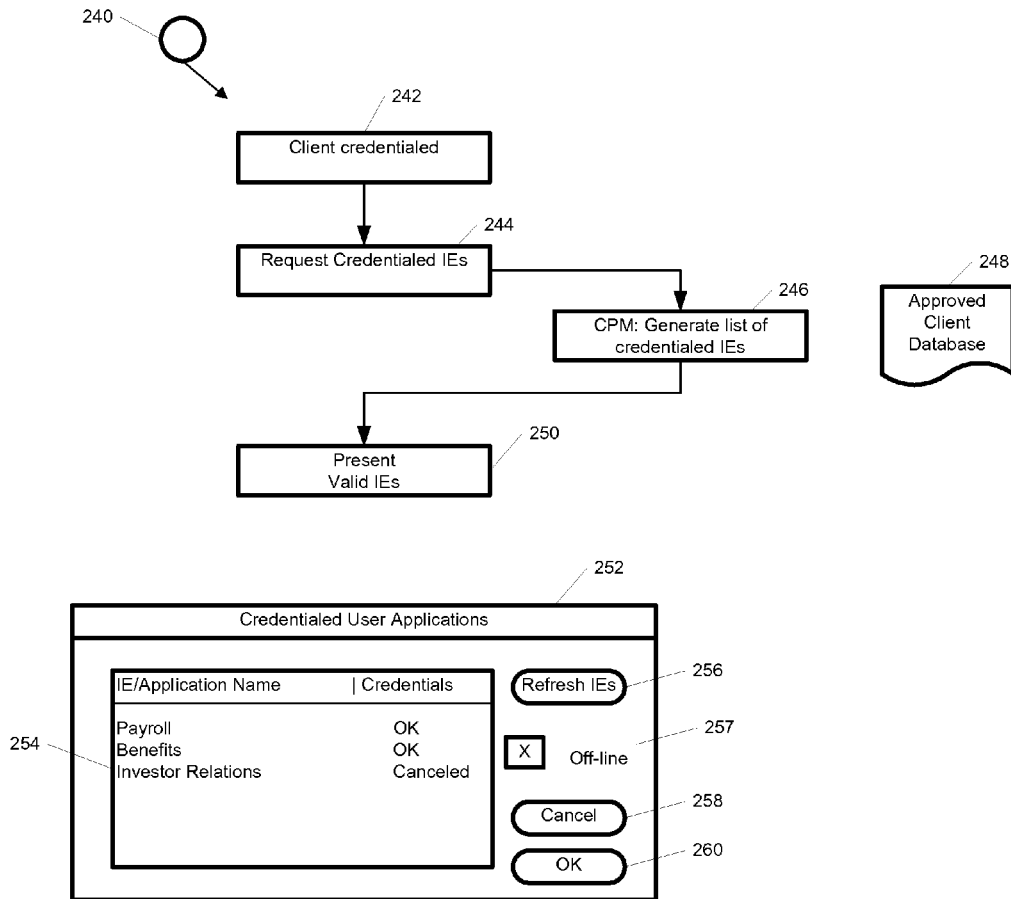 240
242
Client credentialed
244
Request Credentialed IEs
246
248
CPM: Generate list of
credentialed IEs
Approved
Client
Database
250
Present
Valid IEs
252
Credentialed User Applications
IE/Application Name | Credentials
Refresh IEs
256
Payroll OK
Benefits OK
Investor Relations Canceled
254
X
Off-line
257
Cancel
258
OK
260